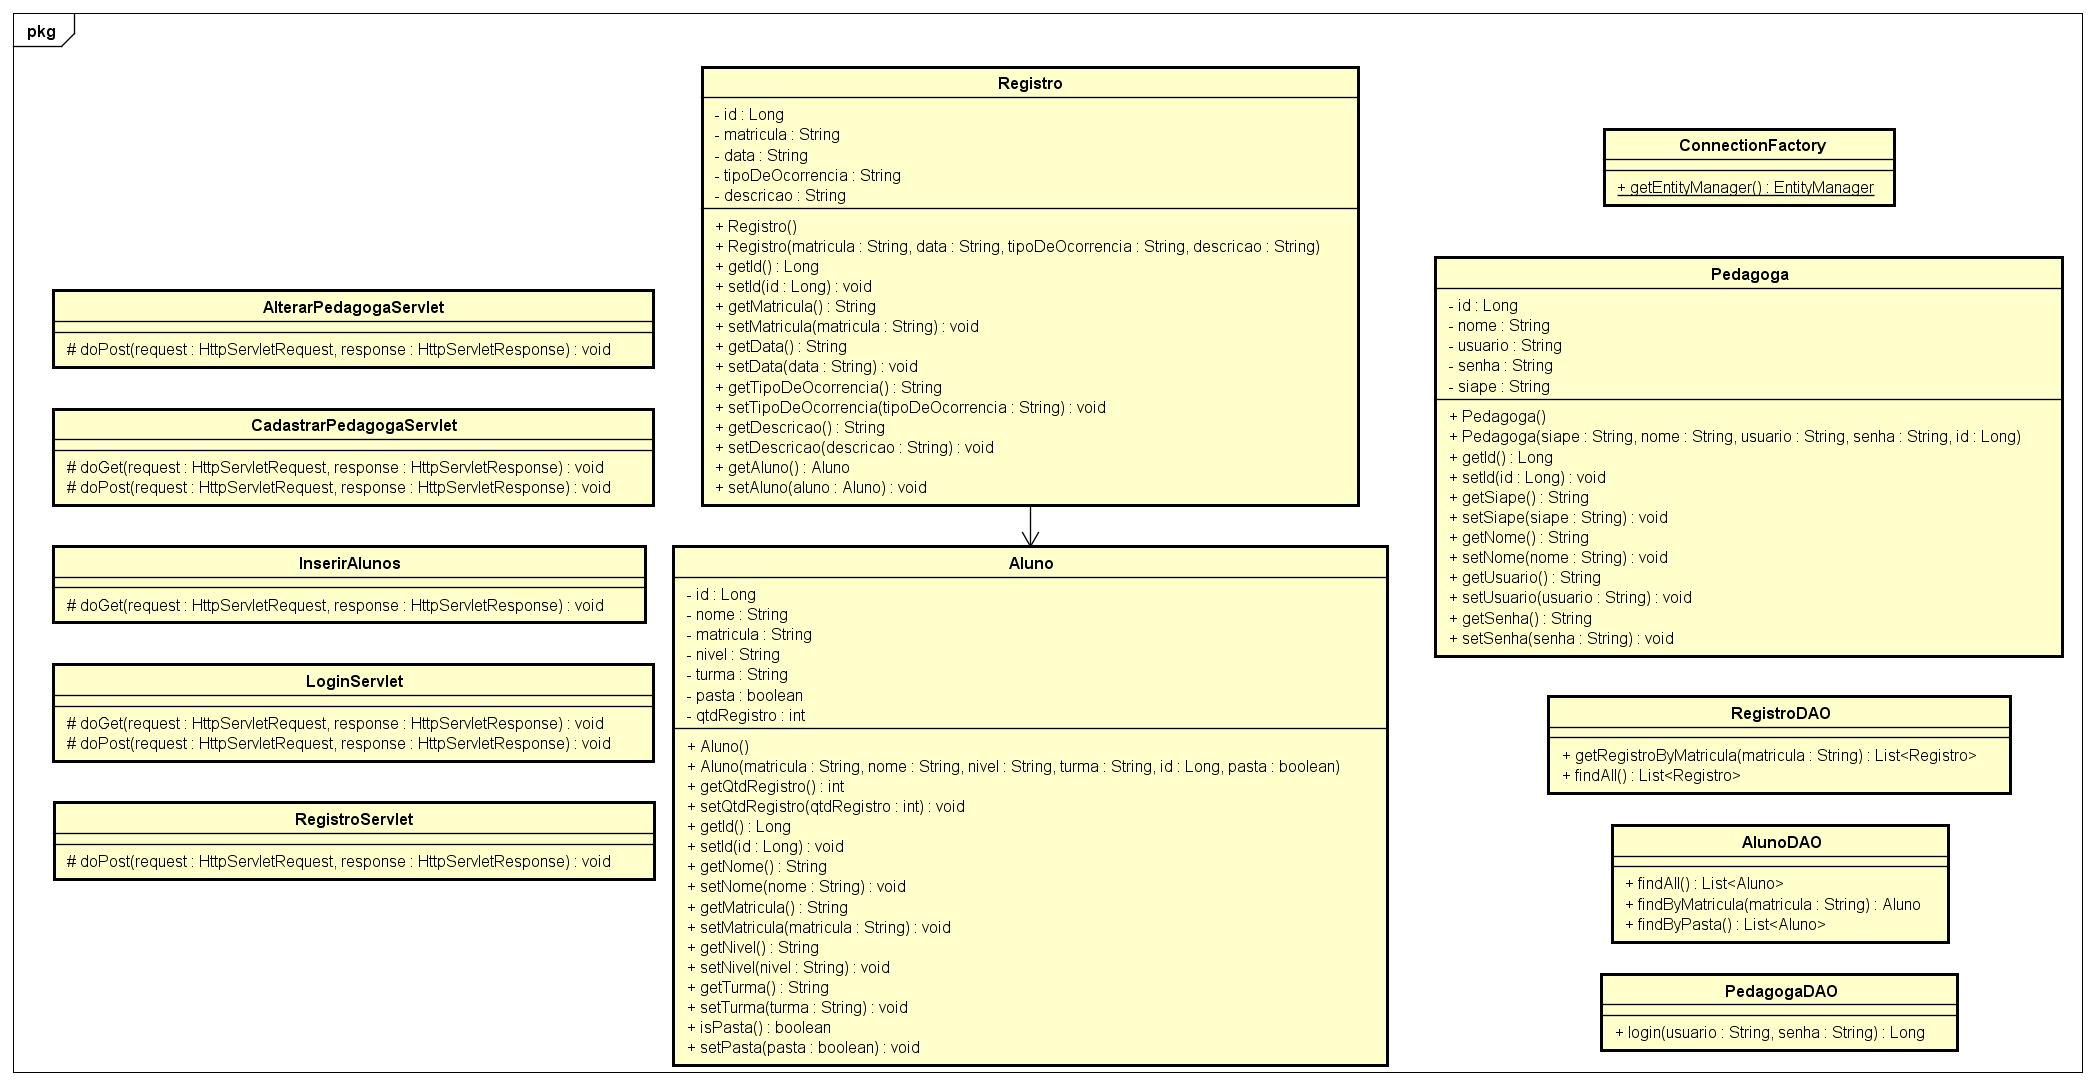 pkg
Registro
- id : Long
- matricula : String
- data : String
- tipoDeOcorrencia : String
- descricao : String
+ Registro()
+ Registro(matricula : String, data : String, tipoDeOcorrencia : String, descricao : String)
+ getId() : Long
+ setId(id : Long) : void
+ getMatricula() : String
+ setMatricula(matricula : String) : void
+ getData() : String
+ setData(data : String) : void
+ getTipoDeOcorrencia() : String
+ setTipoDeOcorrencia(tipoDeOcorrencia : String) : void
+ getDescricao() : String
+ setDescricao(descricao : String) : void
+ getAluno() : Aluno
+ setAluno(aluno : Aluno) : void
ConnectionFactory
+ getEntityManager() : EntityManager
AlterarPedagogaServlet
# doPost(request : HttpServletRequest, response : HttpServletResponse) : void
CadastrarPedagogaServlet
# doGet(request : HttpServletRequest, response : HttpServletResponse) : void
# doPost(request : HttpServletRequest, response : HttpServletResponse) : void
InserirAlunos
# doGet(request : HttpServletRequest, response : HttpServletResponse) : void
LoginServlet
# doGet(request : HttpServletRequest, response : HttpServletResponse) : void
# doPost(request : HttpServletRequest, response : HttpServletResponse) : void
RegistroServlet
# doPost(request : HttpServletRequest, response : HttpServletResponse) : void
Aluno
- id : Long
- nome : String
- matricula : String
- nivel : String
- turma : String
- pasta : boolean
- qtdRegistro : int
+ Aluno()
+ Aluno(matricula : String, nome : String, nivel : String, turma : String, id : Long, pasta : boolean)
+ getQtdRegistro() : int
+ setQtdRegistro(qtdRegistro : int) : void
+ getId() : Long
+ setId(id : Long) : void
+ getNome() : String
+ setNome(nome : String) : void
+ getMatricula() : String
+ setMatricula(matricula : String) : void
+ getNivel() : String
+ setNivel(nivel : String) : void
+ getTurma() : String
+ setTurma(turma : String) : void
+ isPasta() : boolean
+ setPasta(pasta : boolean) : void
Pedagoga
- id : Long
- nome : String
- usuario : String
- senha : String
- siape : String
+ Pedagoga()
+ Pedagoga(siape : String, nome : String, usuario : String, senha : String, id : Long)
+ getId() : Long
+ setId(id : Long) : void
+ getSiape() : String
+ setSiape(siape : String) : void
+ getNome() : String
+ setNome(nome : String) : void
+ getUsuario() : String
+ setUsuario(usuario : String) : void
+ getSenha() : String
+ setSenha(senha : String) : void
RegistroDAO
+ getRegistroByMatricula(matricula : String) : List<Registro>
+ findAll() : List<Registro>
AlunoDAO
+ findAll() : List<Aluno>
+ findByMatricula(matricula : String) : Aluno
+ findByPasta() : List<Aluno>
PedagogaDAO
+ login(usuario : String, senha : String) : Long